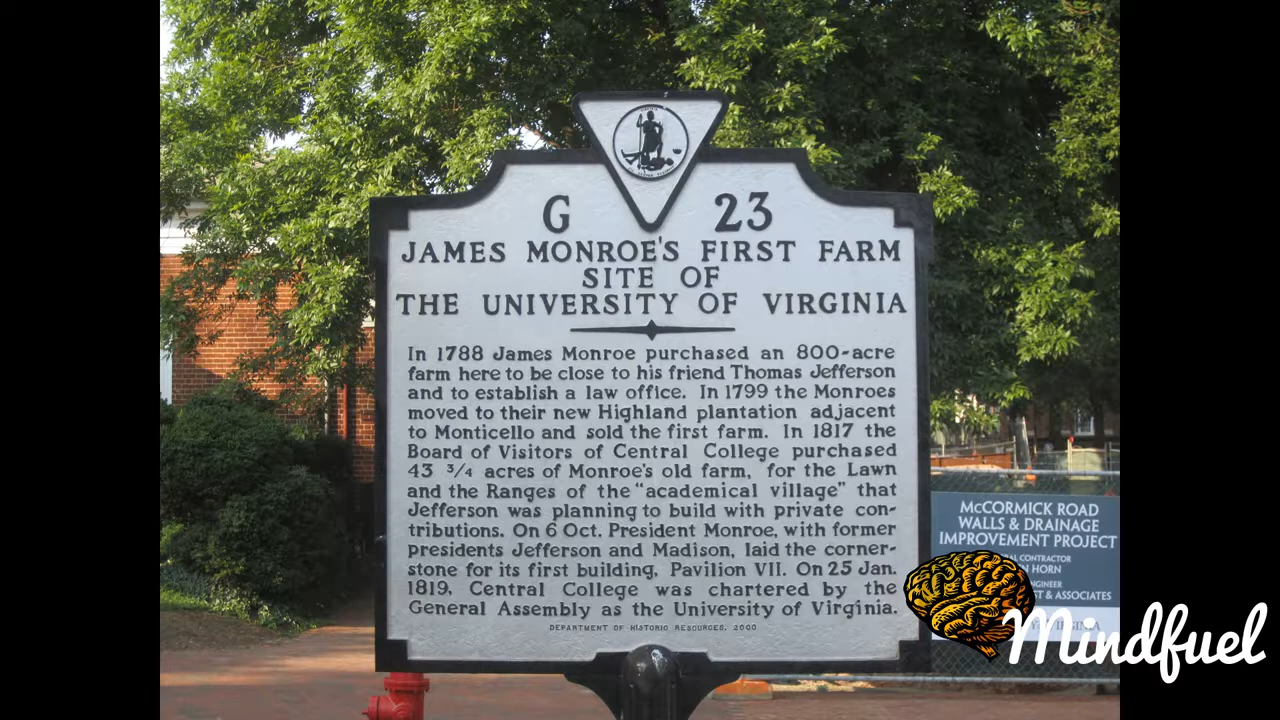 G 23
JAMES MONROE'S FIRST FARM
SITE OF
THE UNIVERSITY OF VIRGINIA
In 1788 James Monroe purchased an 800-acre
farm here to be close to his friend Thomas Jefferson
and to establish a law office. In 1799 the Monroes
moved to their new Highland plantation adjacent
to Monticello and sold the first farm. In 1817 the
Board of Visitors of Central College purchased
43 3/4 acres of Monroe's old farm, for the Lawn
and the Ranges of the "academical village" that
Jefferson was planning to build with private con-
tributions. On 6 Oct. President Monroe, with former
presidents Jefferson and Madison, laid the corner-
stone for its first building, Pavilion VII. On 25 Jan.
1819, Central College was chartered by the
General Assembly as the University of Virginia.
DEPARTMENT OF HISTORIC RESOURCES, 2000
McCORMICK ROAD
WALLS & DRAINAGE
IMPROVEMENT PROJECT
CONTRACTOR
HORN
& ASSOCIATES
Mindfuel